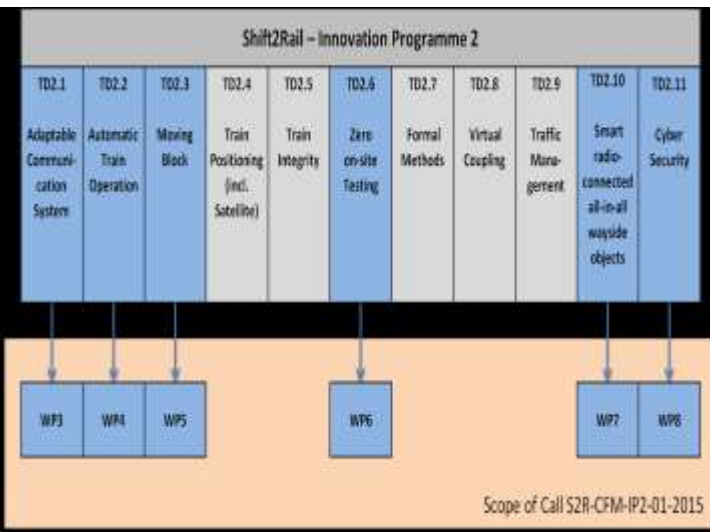 Shift2Rail – Innovation Programme 2
TD2.1
Adaptable
Communi-
cation
System
TD2.2
Automatic
Train
Operation
TD2.3
Moving
Block
TD2.4
Train
Positioning
(incl.
Satellite)
TD2.5
Train
Integrity
TD2.6
Zero
on-site
Testing
TD2.7
Formal
Methods
TD2.8
Virtual
Coupling
TD2.9
Traffic
Mana-
gement
TD2.10
Smart
radio-
connected
all-in-all
wayside
objects
TD2.11
Cyber
Security
WP3
WP4
WP5
WP6
WP7
WP8
Scope of Call S2R-CFM-IP2-01-2015